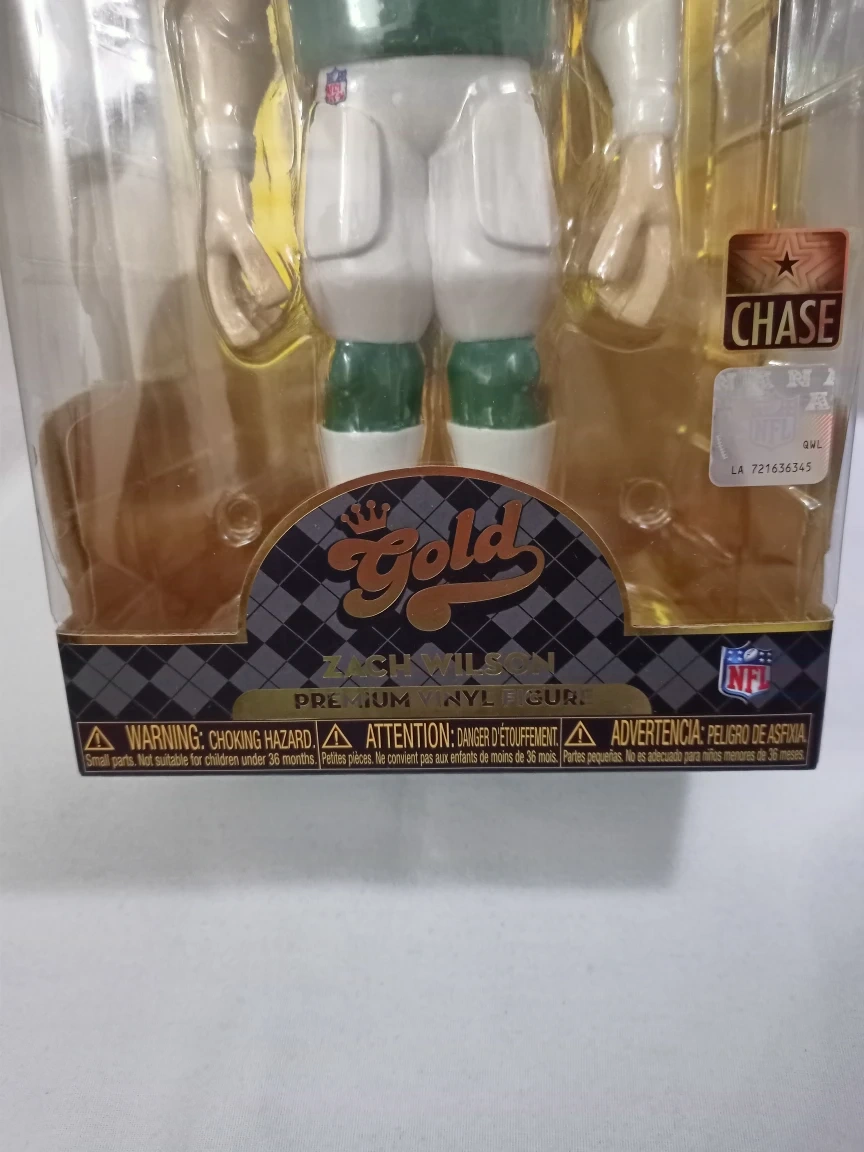 NFL
CHASE
NFL
QWL
LA 721636345
Gold
ZACH WILSON
PREMIUM VINYL FIGURE
NFL
WARNING: CHOKING HAZARD.
Small parts. Not suitable for children under 36 months.
ATTENTION: DANGER D'ÉTOUFFEMENT.
Petites pièces. Ne convient pas aux enfants de moins de 36 mois.
ADVERTENCIA: PELIGRO DE ASFIXIA.
Partes pequeñas. No es adecuado para niños menores de 36 meses.